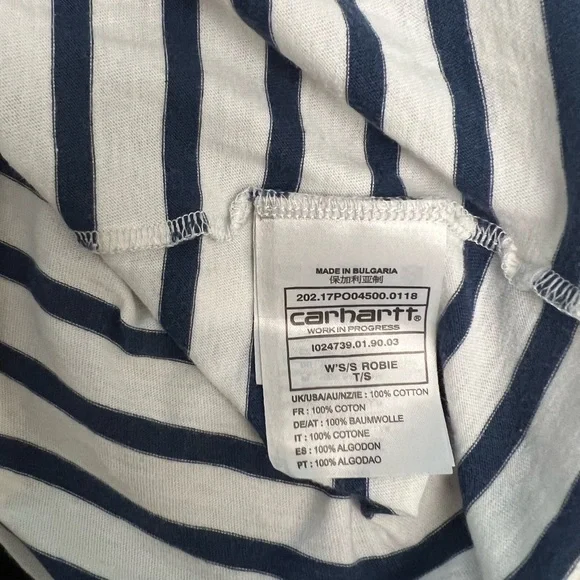 MADE IN BULGARIA
保加利亚制
202.17PO04500.0118
carhartt®
WORK IN PROGRESS
I024739.01.90.03
W'S/S ROBIE
T/S
UK/USA/AU/NZ/IE : 100% COTTON
FR : 100% COTON
DE/AT : 100% BAUMWOLLE
IT : 100% COTONE
ES : 100% ALGODON
PT : 100% ALGODAO